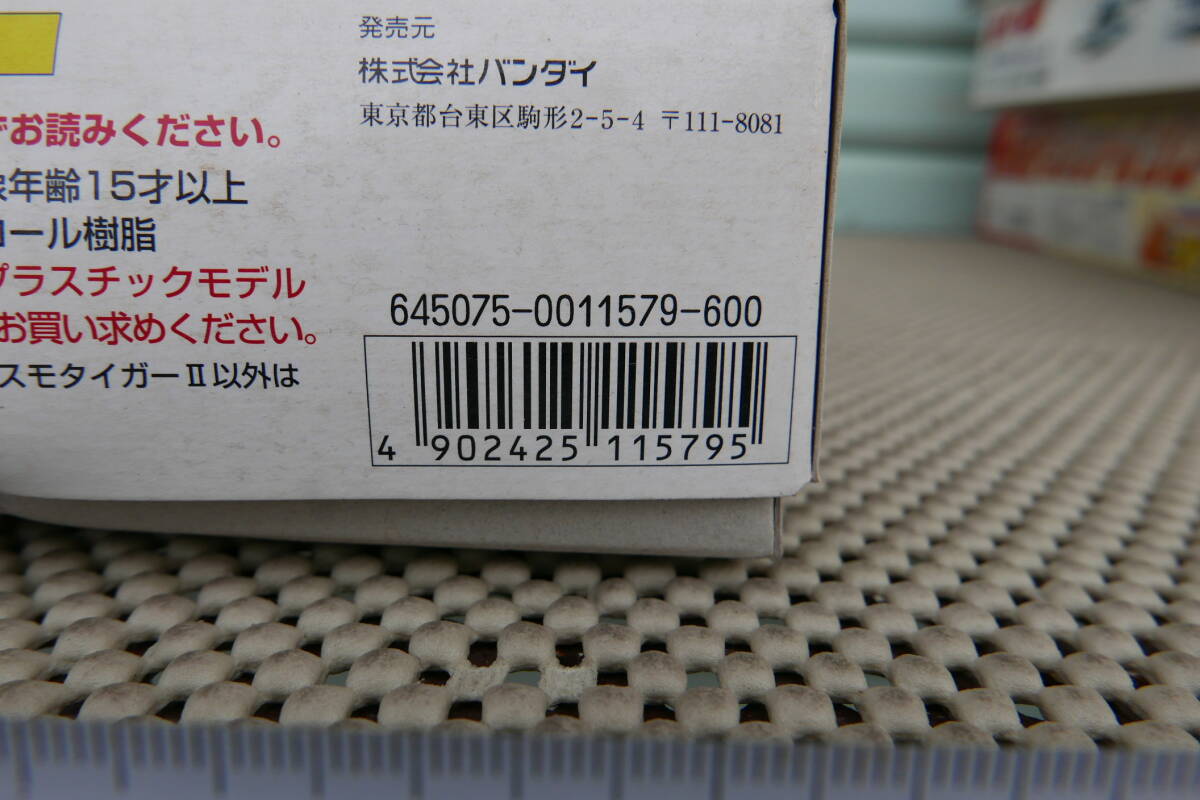 発売元
株式会社バンダイ
東京都台東区駒形2-5-4 〒111-8081
でお読みください。
象年齢15才以上
ロール樹脂
プラスチックモデル
お買い求めください。
スモタイガーⅡ以外は
645075-0011579-600
4 902425 115795